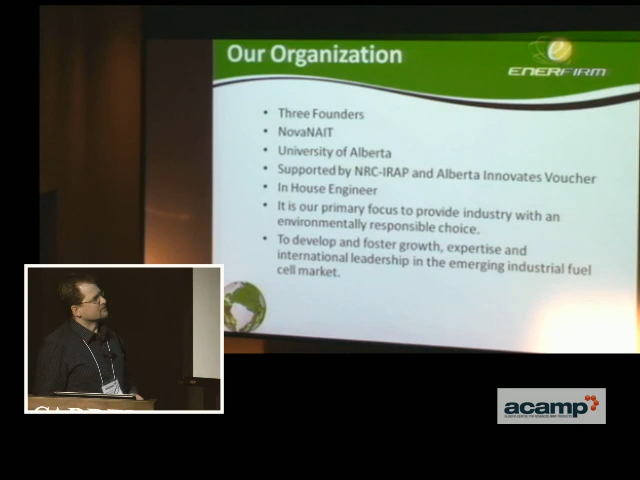 Our Organization
ENERFIRM
• Three Founders
• NovaNAIT
• University of Alberta
• Supported by NRC-IRAP and Alberta Innovates Voucher
• In House Engineer
• It is our primary focus to provide industry with an
environmentally responsible choice.
• To develop and foster growth, expertise and
international leadership in the emerging industrial fuel
cell market.
acamp